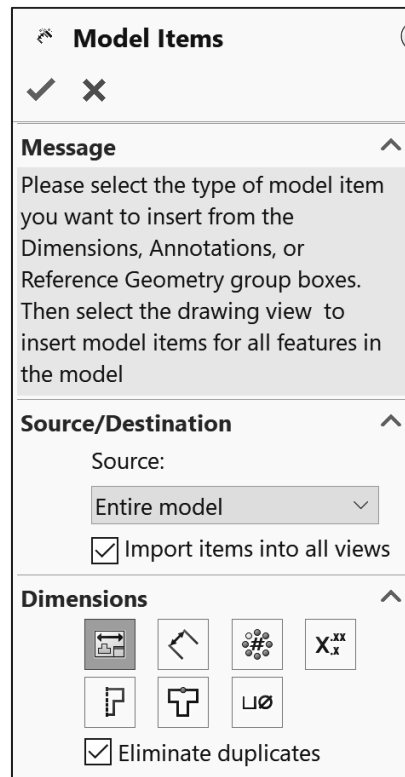 Model Items
Message
Please select the type of model item
you want to insert from the
Dimensions, Annotations, or
Reference Geometry group boxes.
Then select the drawing view to
insert model items for all features in
the model
Source/Destination
Source:
Entire model
Import items into all views
Dimensions
#
X.xx
.x
⊔Ø
Eliminate duplicates